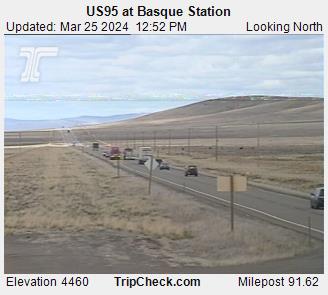 US95 at Basque Station
Updated: Mar 25 2024 12:52 PM Looking North
Elevation 4460 TripCheck.com Milepost 91.62